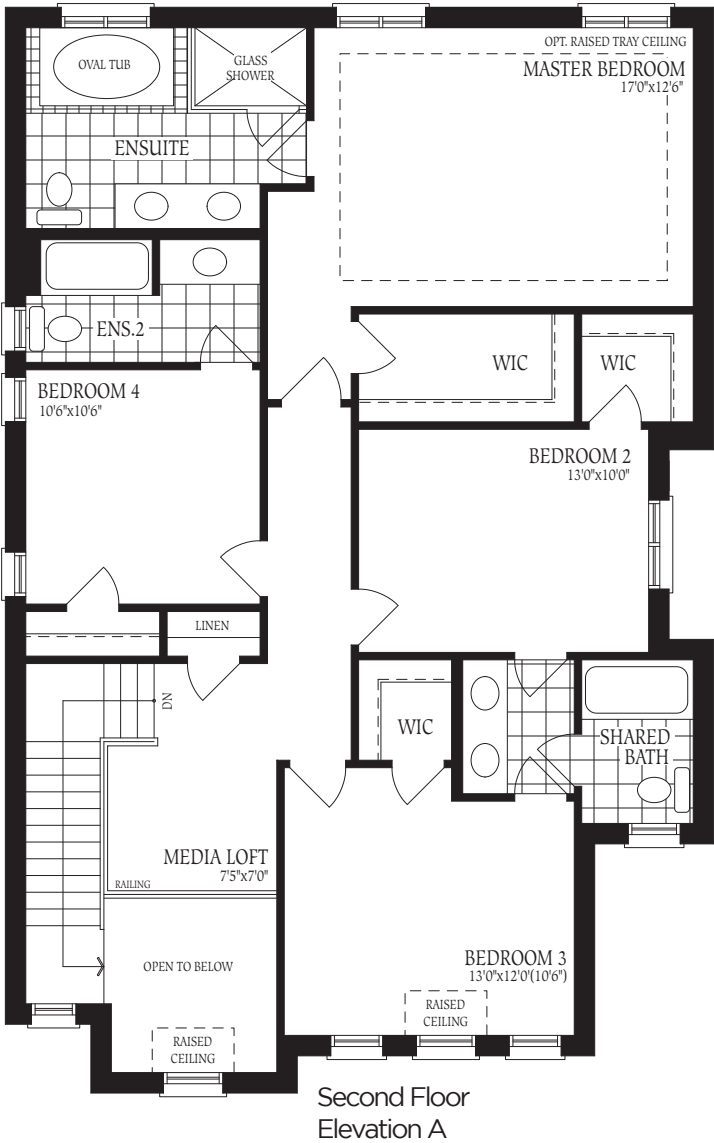 OPT. RAISED TRAY CEILING
OVAL TUB
GLASS
SHOWER
MASTER BEDROOM
17'0"x12'6"
ENSUITE
ENS.2
WIC
WIC
BEDROOM 4
10'6"x10'6"
BEDROOM 2
13'0"x10'0"
LINEN
DN
WIC
SHARED
BATH
MEDIA LOFT
7'5"x7'0"
RAILING
OPEN TO BELOW
BEDROOM 3
13'0"x12'0'(10'6")
RAISED
CEILING
RAISED
CEILING
Second Floor
Elevation A